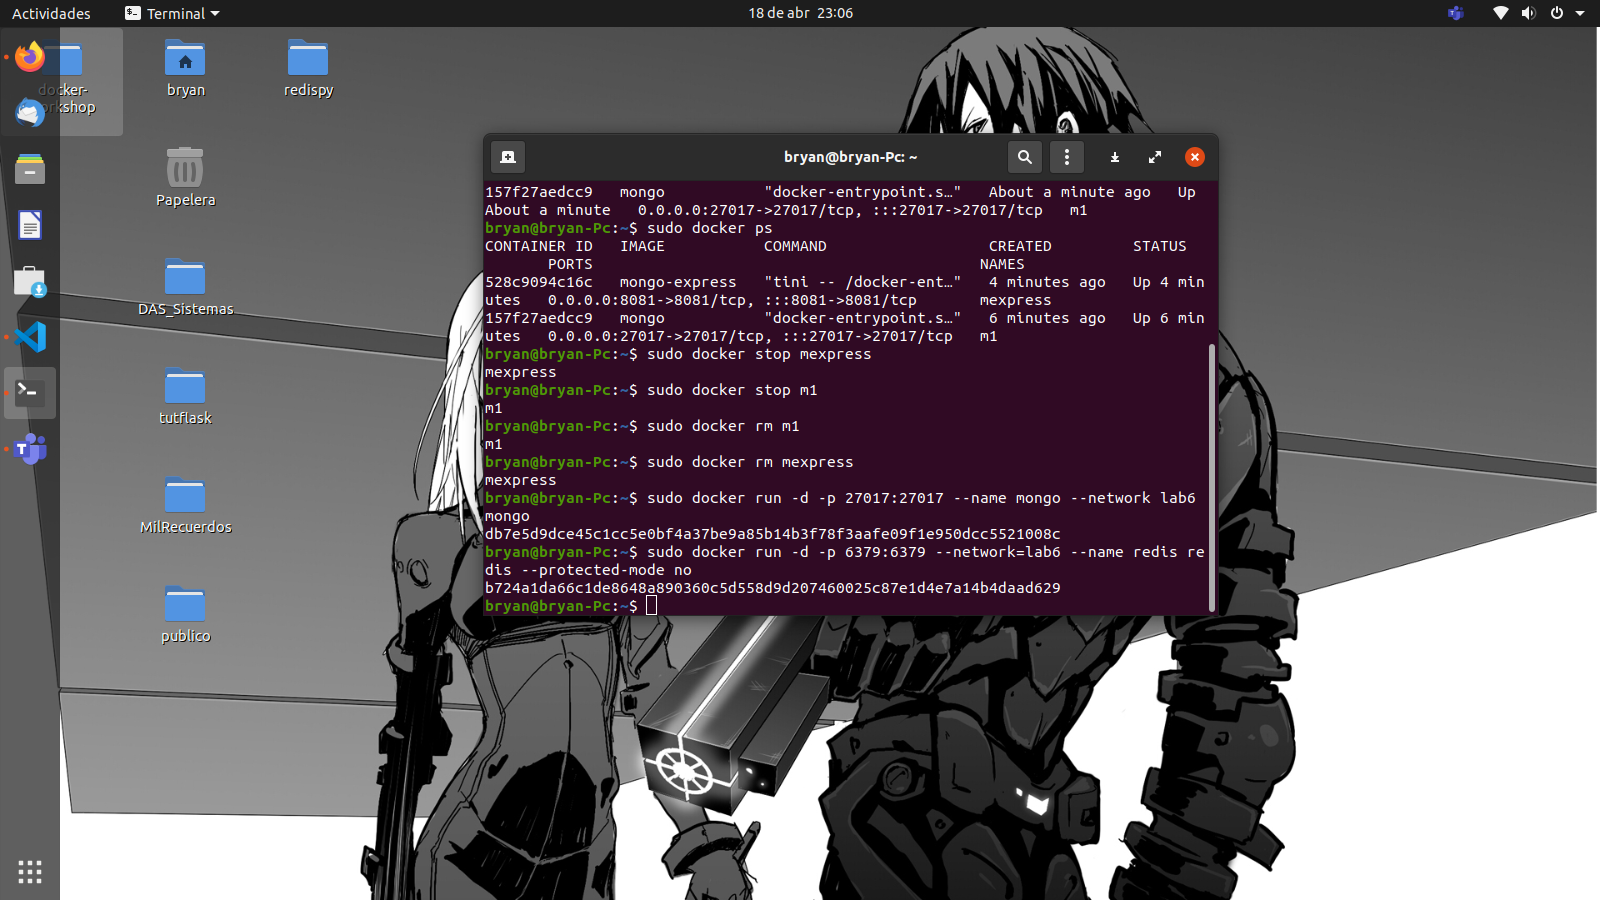 Actividades
Terminal
18 de abr 23:06
docker-
orkshop
bryan
redispy
Papelera
DAS_Sistemas
tutflask
MilRecuerdos
publico
bryan@bryan-Pc: ~
157f27aedcc9   mongo           "docker-entrypoint.s…"   About a minute ago   Up
About a minute   0.0.0.0:27017->27017/tcp, :::27017->27017/tcp   m1
bryan@bryan-Pc:~$ sudo docker ps
CONTAINER ID   IMAGE           COMMAND                  CREATED         STATUS
       PORTS                                           NAMES
528c9094c16c   mongo-express   "tini -- /docker-ent…"   4 minutes ago   Up 4 min
utes   0.0.0.0:8081->8081/tcp, :::8081->8081/tcp       mexpress
157f27aedcc9   mongo           "docker-entrypoint.s…"   6 minutes ago   Up 6 min
utes   0.0.0.0:27017->27017/tcp, :::27017->27017/tcp   m1
bryan@bryan-Pc:~$ sudo docker stop mexpress
mexpress
bryan@bryan-Pc:~$ sudo docker stop m1
m1
bryan@bryan-Pc:~$ sudo docker rm m1
m1
bryan@bryan-Pc:~$ sudo docker rm mexpress
mexpress
bryan@bryan-Pc:~$ sudo docker run -d -p 27017:27017 --name mongo --network lab6
mongo
db7e5d9dce45c1cc5e0bf4a37be9a85b14b3f78f3aafe09f1e950dcc5521008c
bryan@bryan-Pc:~$ sudo docker run -d -p 6379:6379 --network=lab6 --name redis re
dis --protected-mode no
b724a1da66c1de8648a890360c5d558d9d207460025c87e1d4e7a14b4daad629
bryan@bryan-Pc:~$